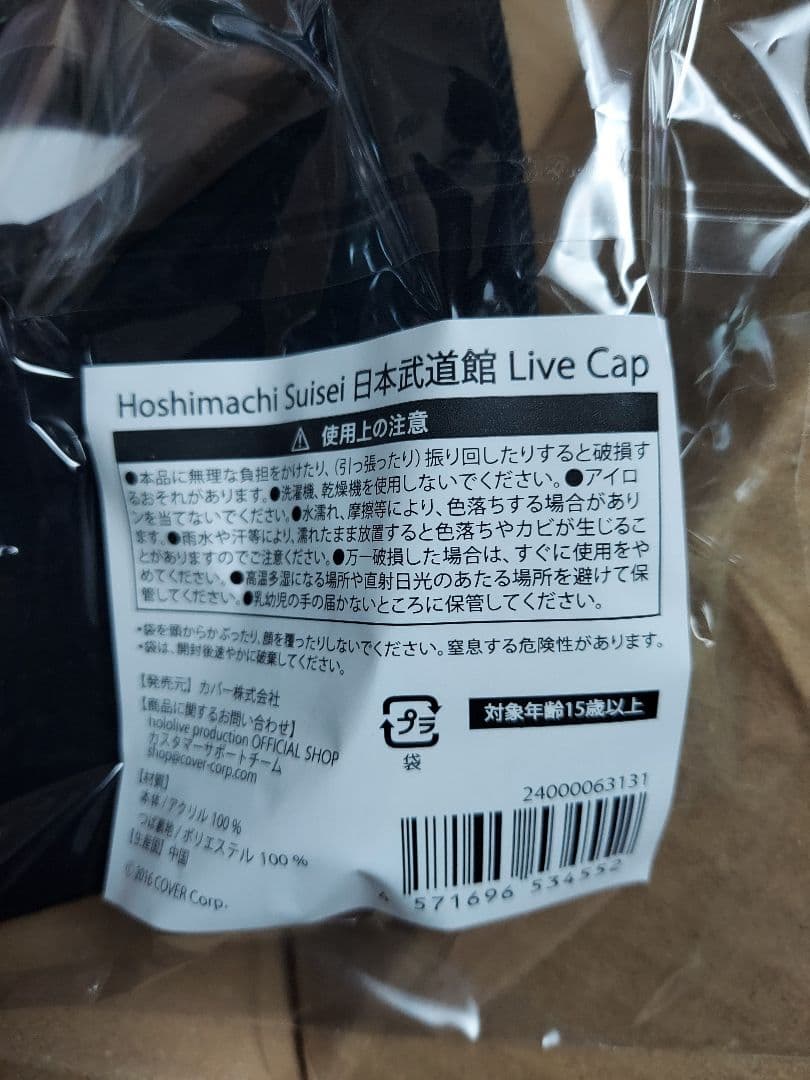 Hoshimachi Suisei 日本武道館 Live Cap
使用上の注意
●本品に無理な負担をかけたり、(引っ張ったり)振り回したりすると破損す
るおそれがあります。●洗濯機、乾燥機を使用しないでください。●アイロ
ンを当てないでください。●水濡れ、摩擦等により、色落ちする場合があり
ます。●雨水や汗等により、濡れたまま放置すると色落ちやカビが生じるこ
とがありますのでご注意ください。●万一破損した場合は、すぐに使用をや
めてください。●高温多湿になる場所や直射日光のあたる場所を避けて保
管してください。●乳幼児の手の届かないところに保管してください。
*袋を頭からかぶったり、顔を覆ったりしないでください。窒息する危険性があります。
*袋は、開封後速やかに破棄してください。
【発売元】カバー株式会社
【商品に関するお問い合わせ】
hololive production OFFICIAL SHOP
カスタマーサポートチーム
shop@cover-corp.com
プラ
袋
対象年齢15歳以上
【材質】
本体/アクリル100%
つば裏地/ポリエステル100%
【生産国】中国
©2016 COVER Corp.
24000063131
4 571696 534552